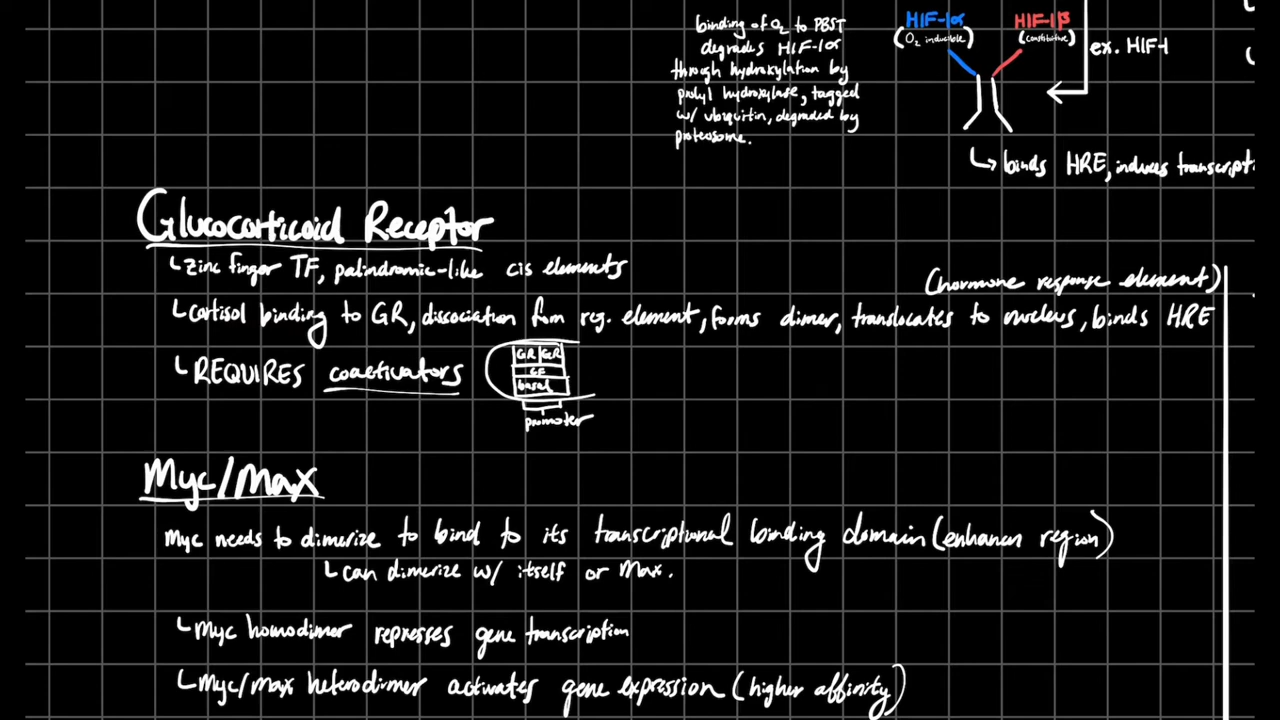 binding of O₂ to PBST
degrades HIF-1α
through hydroxylation by
prolyl hydroxylase, tagged
w/ ubiquitin, degraded by
proteosome.
HIF-1α
(O₂ inducible)
HIF-1β
(constitutive)
ex. HIF-1
↳ binds HRE, induces transcripti
Glucocorticoid Receptor
↳ zinc finger TF, palindromic-like cis elements
(hormone response element)
↳ cortisol binding to GR, dissociation from reg. element, forms dimer, translocates to nucleus, binds HRE
↳ REQUIRES coactivators
GR GR
CF
basal
promoter
Myc/Max
Myc needs to dimerize to bind to its transcriptional binding domain (enhancer region)
↳ can dimerize w/ itself or Max.
↳ Myc homodimer represses gene transcription
↳ Myc/Max heterodimer activates gene expression (higher affinity)